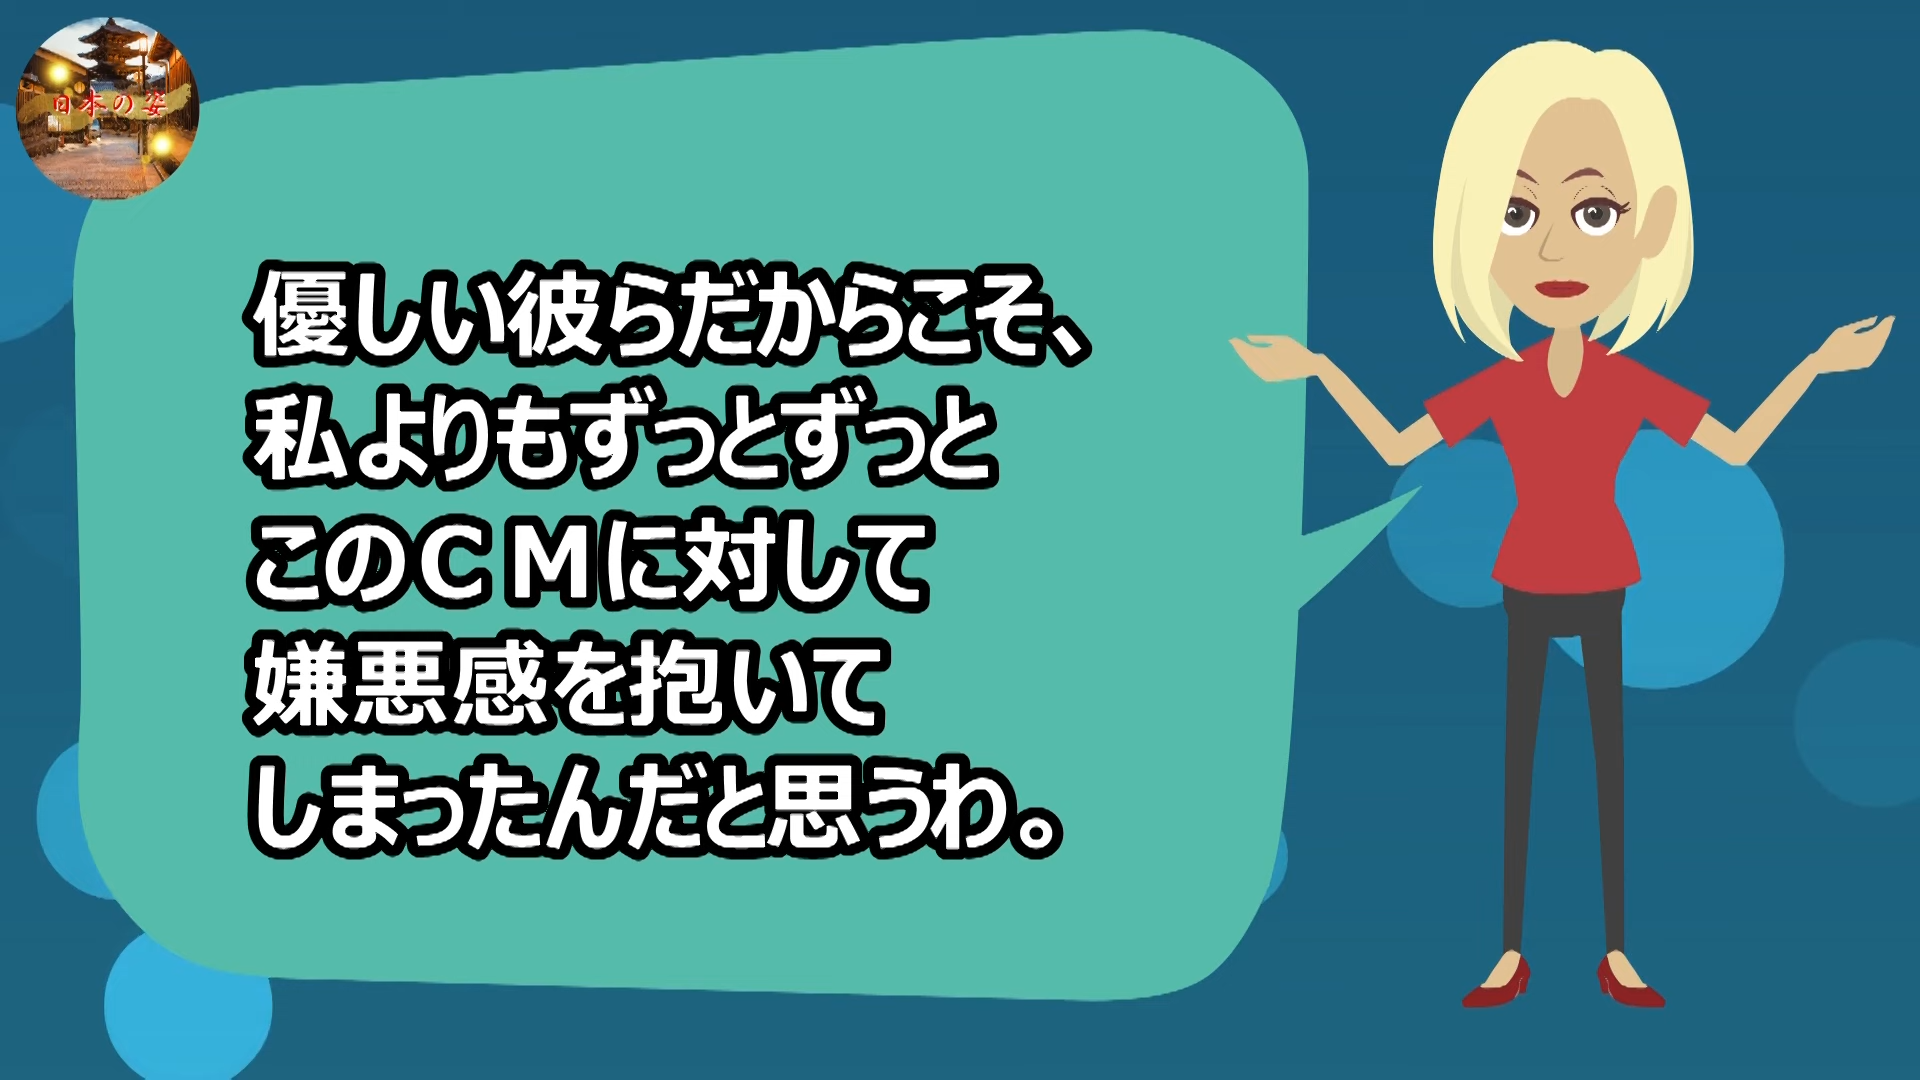 日本の姿
優しい彼らだからこそ、
私よりもずっとずっと
このＣＭに対して
嫌悪感を抱いて
しまったんだと思うわ。